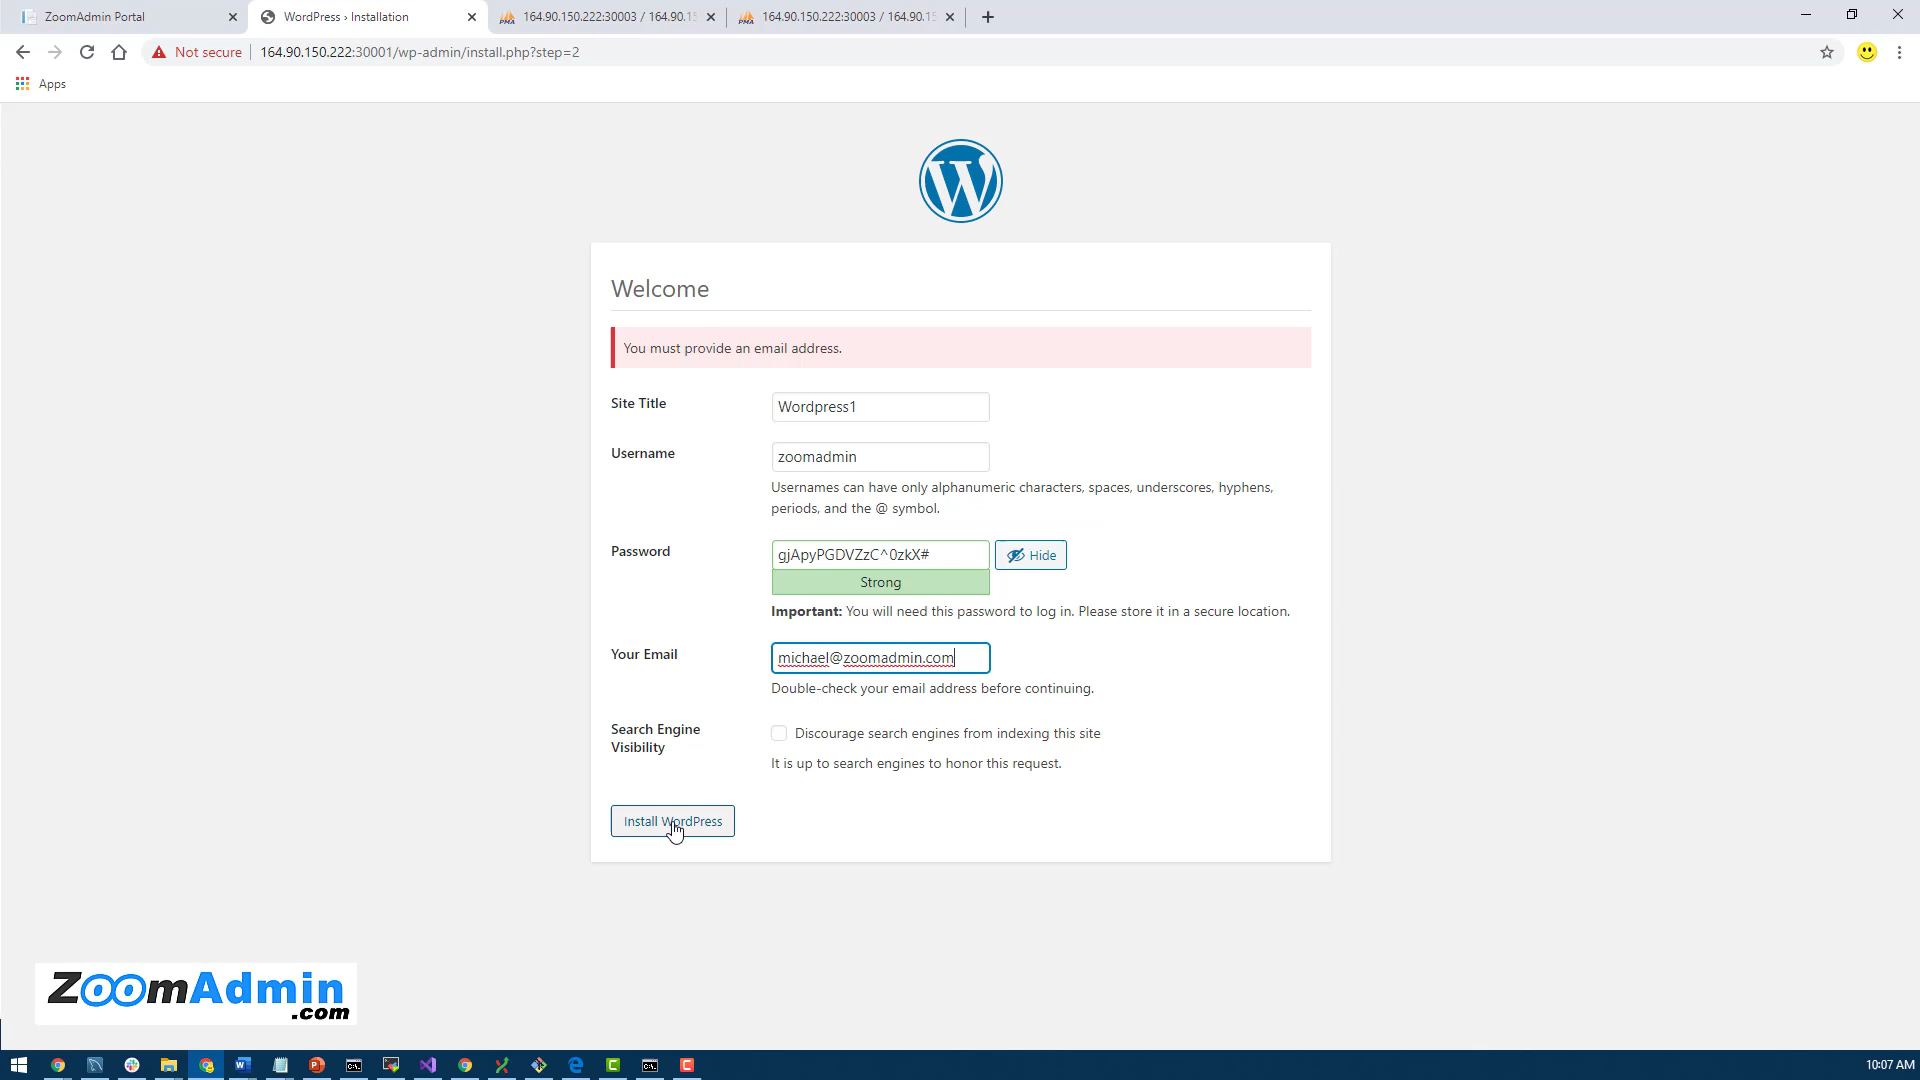 ZoomAdmin Portal
WordPress › Installation
164.90.150.222:30003 / 164.90.15
164.90.150.222:30003 / 164.90.15
Not secure
164.90.150.222:30001/wp-admin/install.php?step=2
Apps
Welcome
You must provide an email address.
Site Title
Wordpress1
Username
zoomadmin
Usernames can have only alphanumeric characters, spaces, underscores, hyphens,
periods, and the @ symbol.
Password
gjApyPGDVZzC^0zkX#
Hide
Strong
Important: You will need this password to log in. Please store it in a secure location.
Your Email
michael@zoomadmin.com
Double-check your email address before continuing.
Search Engine
Visibility
Discourage search engines from indexing this site
It is up to search engines to honor this request.
Install WordPress
ZoomAdmin
.com
10:07 AM